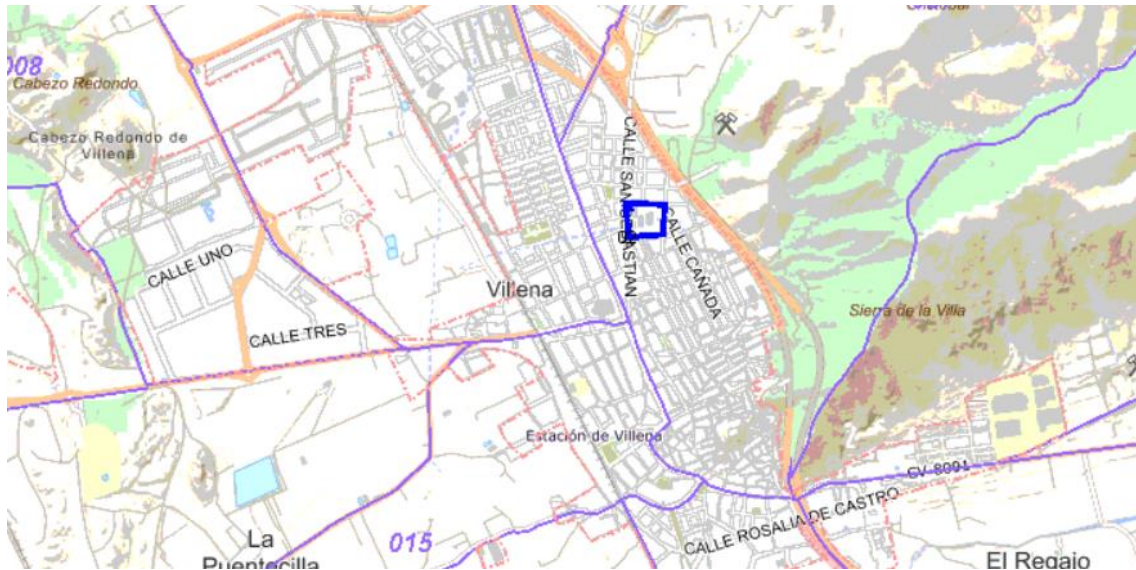 008
Cabezo Redondo
Cabezo Redondo de
Villena
CALLE SAN SEBASTIAN
CALLE CAÑADA
CALLE UNO
Villena
CALLE TRES
Sierra de la Villa
Estación de Villena
CV-8091
CALLE ROSALIA DE CASTRO
La
015
El Regajo